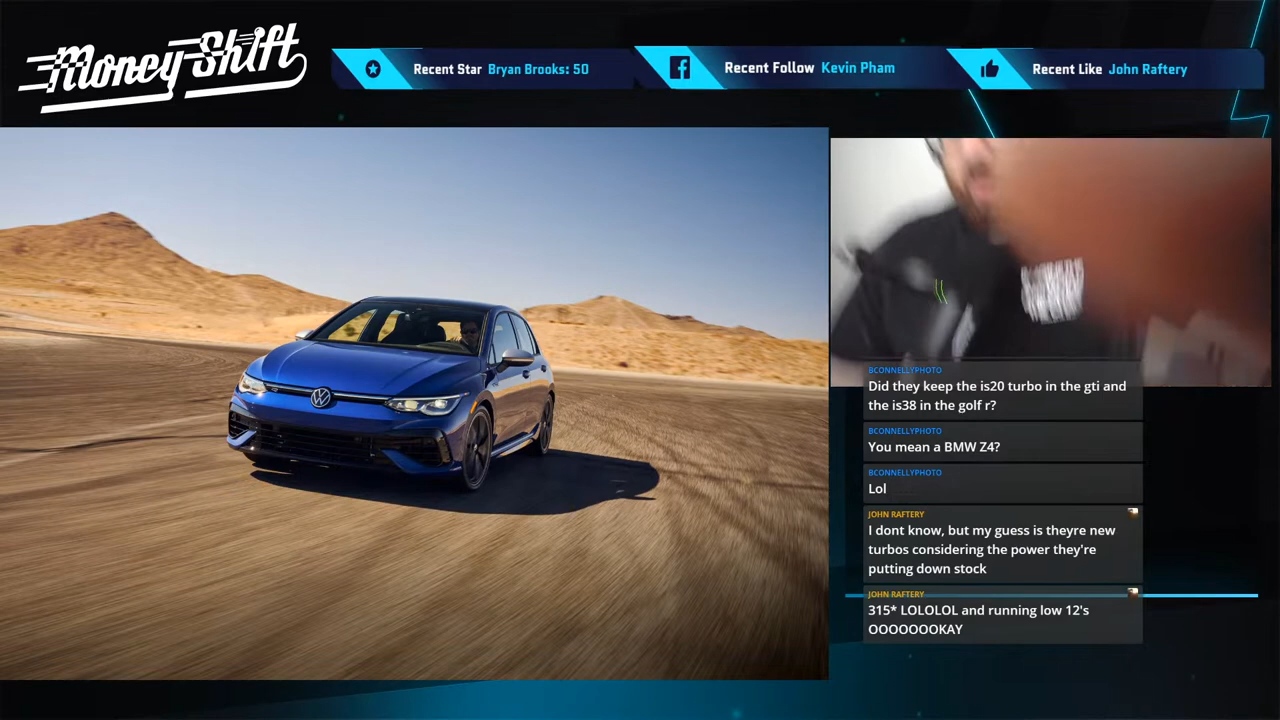 Money Shift
Recent Star Bryan Brooks: 50
Recent Follow Kevin Pham
Recent Like John Raftery
BCONNELLYPHOTO
Did they keep the is20 turbo in the gti and
the is38 in the golf r?
BCONNELLYPHOTO
You mean a BMW Z4?
BCONNELLYPHOTO
Lol
JOHN RAFTERY
I dont know, but my guess is theyre new
turbos considering the power they're
putting down stock
JOHN RAFTERY
315* LOLOLOL and running low 12's
OOOOOOOKAY